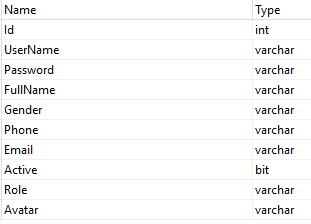 Name Type
Id int
UserName varchar
Password varchar
FullName varchar
Gender varchar
Phone varchar
Email varchar
Active bit
Role varchar
Avatar varchar